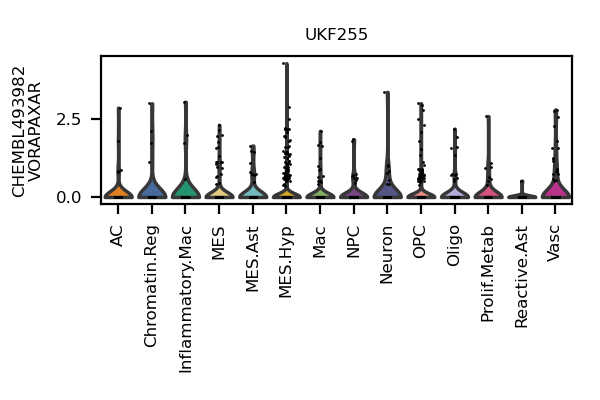 UKF255
CHEMBL493982
VORAPAXAR
2.5
0.0
AC
Chromatin.Reg
Inflammatory.Mac
MES
MES.Ast
MES.Hyp
Mac
NPC
Neuron
OPC
Oligo
Prolif.Metab
Reactive.Ast
Vasc